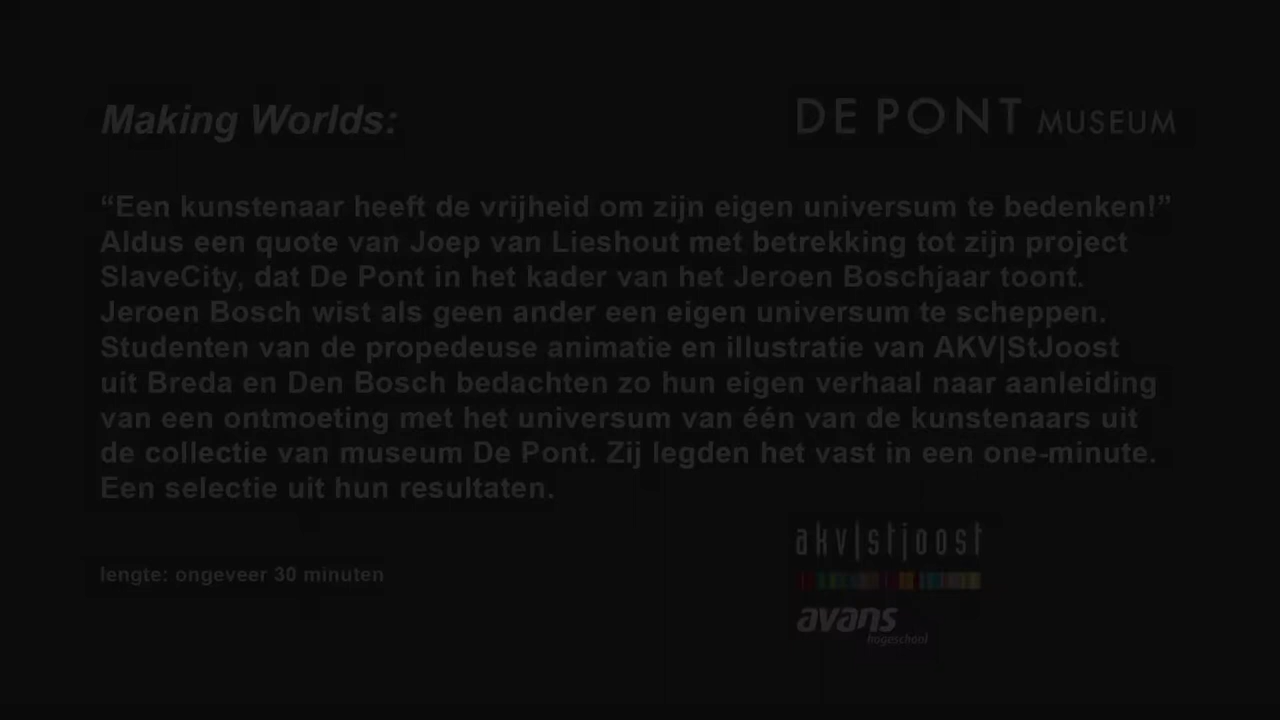 Making Worlds:
DE PONT MUSEUM
“Een kunstenaar heeft de vrijheid om zijn eigen universum te bedenken!”
Aldus een quote van Joep van Lieshout met betrekking tot zijn project
SlaveCity, dat De Pont in het kader van het Jeroen Boschjaar toont.
Jeroen Bosch wist als geen ander een eigen universum te scheppen.
Studenten van de propedeuse animatie en illustratie van AKV|StJoost
uit Breda en Den Bosch bedachten zo hun eigen verhaal naar aanleiding
van een ontmoeting met het universum van één van de kunstenaars uit
de collectie van museum De Pont. Zij legden het vast in een one-minute.
Een selectie uit hun resultaten.
lengte: ongeveer 30 minuten
akv|st|joost
avans
hogeschool